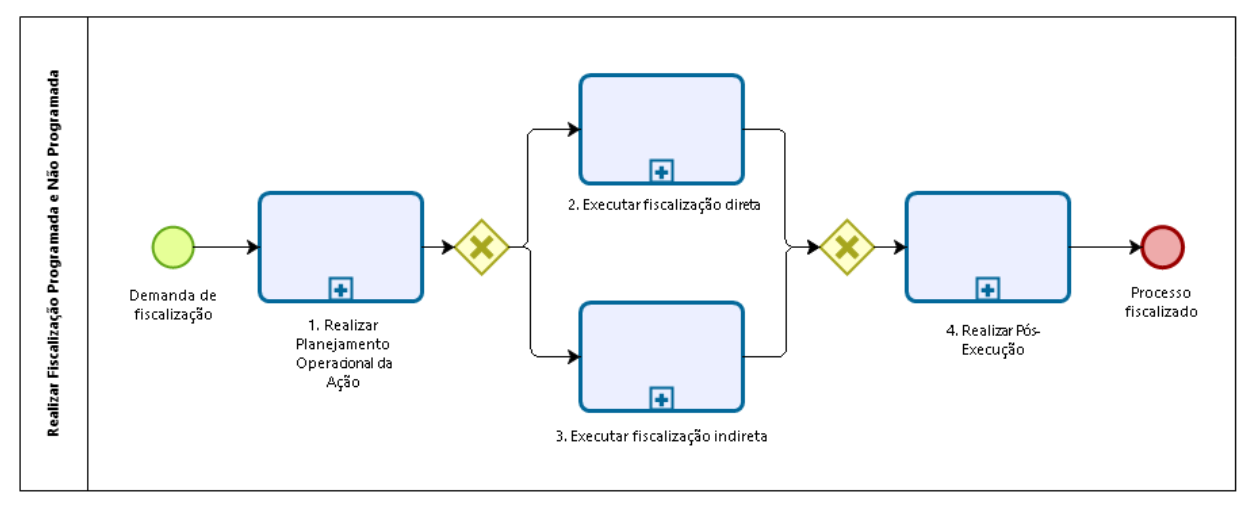 Realizar Fiscalização Programada e Não Programada
Demanda de
fiscalização
1. Realizar
Planejamento
Operacional da
Ação
2. Executar fiscalização direta
3. Executar fiscalização indireta
4. Realizar Pós-
Execução
Processo
fiscalizado